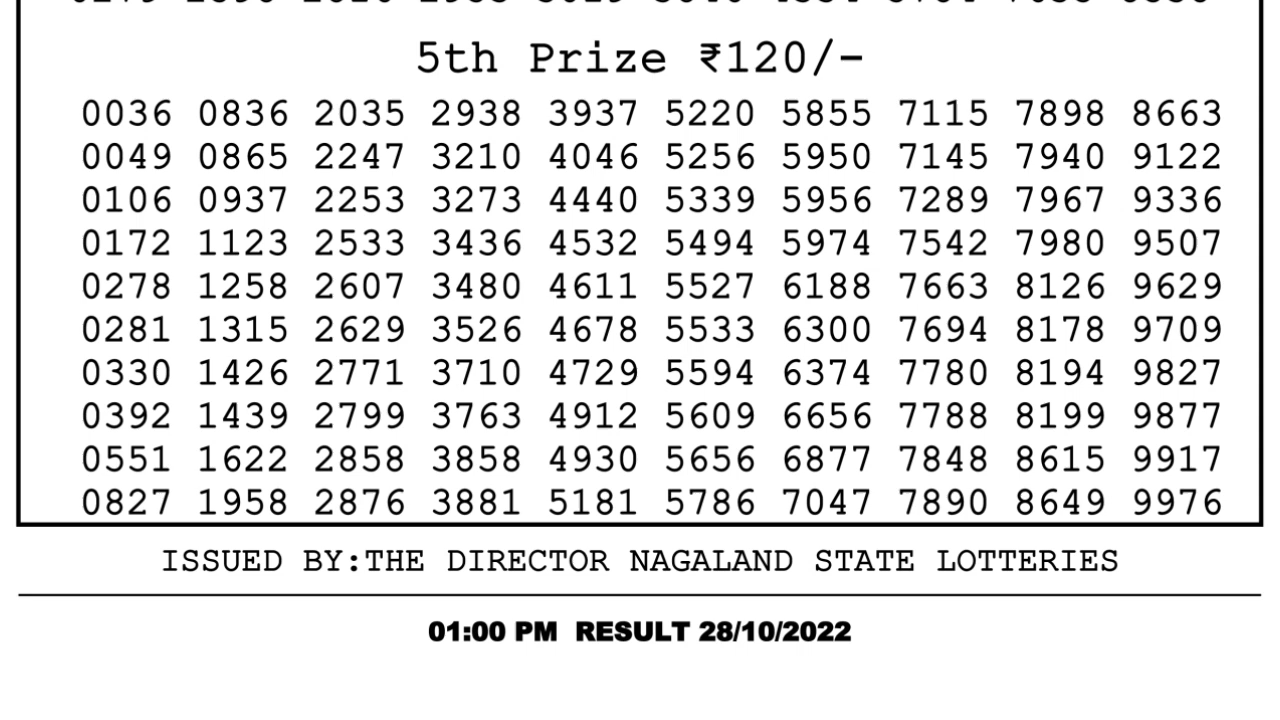 5th Prize ₹120/-
0036 0836 2035 2938 3937 5220 5855 7115 7898 8663
0049 0865 2247 3210 4046 5256 5950 7145 7940 9122
0106 0937 2253 3273 4440 5339 5956 7289 7967 9336
0172 1123 2533 3436 4532 5494 5974 7542 7980 9507
0278 1258 2607 3480 4611 5527 6188 7663 8126 9629
0281 1315 2629 3526 4678 5533 6300 7694 8178 9709
0330 1426 2771 3710 4729 5594 6374 7780 8194 9827
0392 1439 2799 3763 4912 5609 6656 7788 8199 9877
0551 1622 2858 3858 4930 5656 6877 7848 8615 9917
0827 1958 2876 3881 5181 5786 7047 7890 8649 9976
ISSUED BY:THE DIRECTOR NAGALAND STATE LOTTERIES
01:00 PM RESULT 28/10/2022